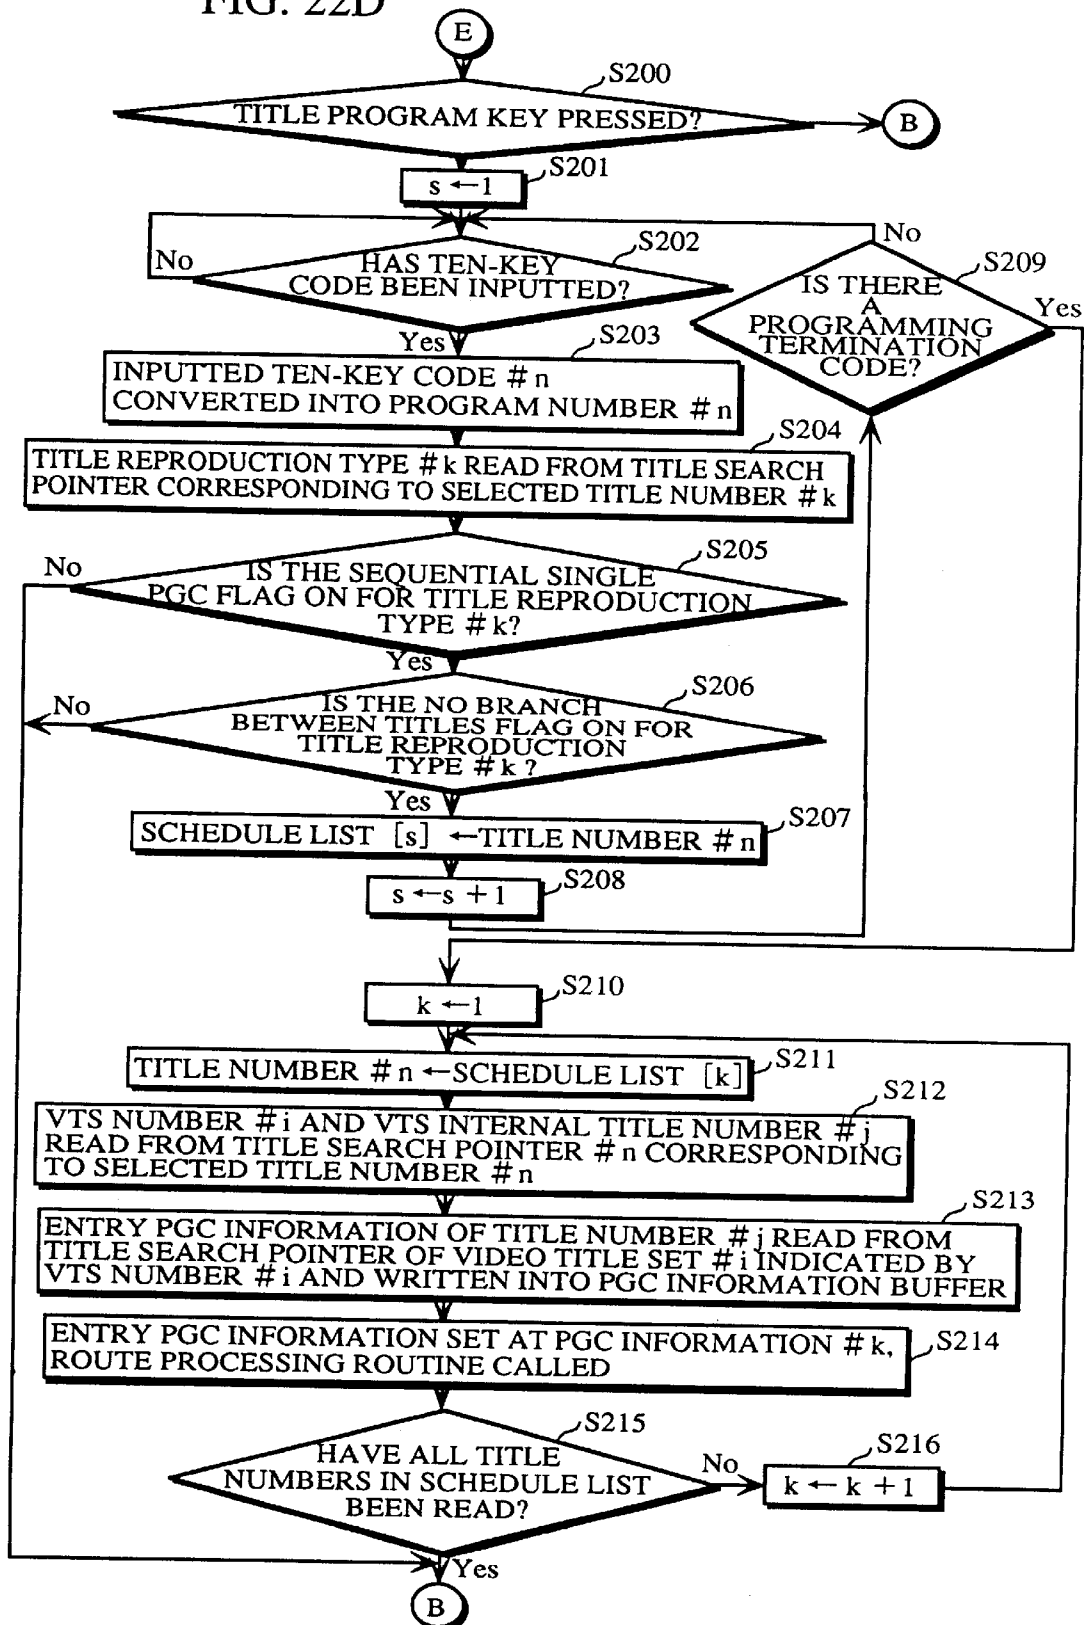 FIG. 22D
E
S200
TITLE PROGRAM KEY PRESSED?
B
S201
s ←1
S202
No
HAS TEN-KEY
CODE BEEN INPUTTED?
No
S209
IS THERE
A
PROGRAMMING
TERMINATION
CODE?
Yes
Yes
S203
INPUTTED TEN-KEY CODE #n
CONVERTED INTO PROGRAM NUMBER #n
S204
TITLE REPRODUCTION TYPE #k READ FROM TITLE SEARCH
POINTER CORRESPONDING TO SELECTED TITLE NUMBER #k
S205
No
IS THE SEQUENTIAL SINGLE
PGC FLAG ON FOR TITLE REPRODUCTION
TYPE #k?
Yes
S206
No
IS THE NO BRANCH
BETWEEN TITLES FLAG ON FOR
TITLE REPRODUCTION
TYPE #k?
Yes
S207
SCHEDULE LIST [s] ←TITLE NUMBER #n
S208
s ←s +1
S210
k ←1
S211
TITLE NUMBER #n ←SCHEDULE LIST [k]
S212
VTS NUMBER #i AND VTS INTERNAL TITLE NUMBER #j
READ FROM TITLE SEARCH POINTER #n CORRESPONDING
TO SELECTED TITLE NUMBER #n
S213
ENTRY PGC INFORMATION OF TITLE NUMBER #j READ FROM
TITLE SEARCH POINTER OF VIDEO TITLE SET #i INDICATED BY
VTS NUMBER #i AND WRITTEN INTO PGC INFORMATION BUFFER
S214
ENTRY PGC INFORMATION SET AT PGC INFORMATION #k,
ROUTE PROCESSING ROUTINE CALLED
S215
HAVE ALL TITLE
NUMBERS IN SCHEDULE LIST
BEEN READ?
No
S216
k ← k +1
Yes
B